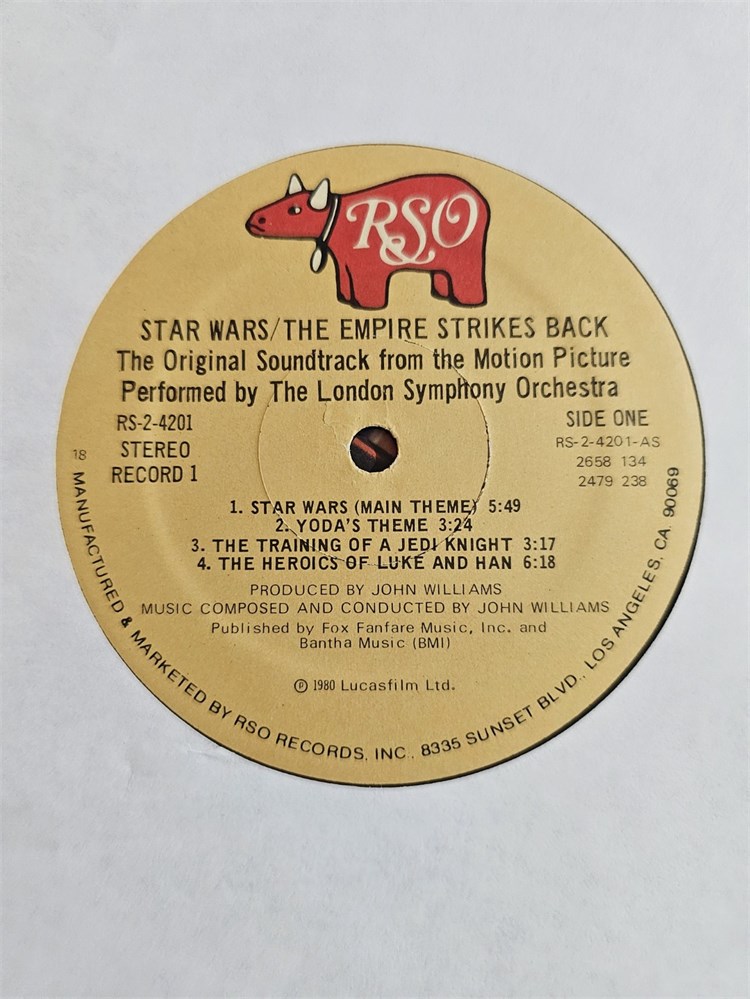 RSO
STAR WARS/THE EMPIRE STRIKES BACK
The Original Soundtrack from the Motion Picture
Performed by The London Symphony Orchestra
RS-2-4201
STEREO
RECORD 1
SIDE ONE
RS-2-4201-AS
2658 134
2479 238
18
1. STAR WARS (MAIN THEME) 5:49
2. YODA'S THEME 3:24
3. THE TRAINING OF A JEDI KNIGHT 3:17
4. THE HEROICS OF LUKE AND HAN 6:18
PRODUCED BY JOHN WILLIAMS
MUSIC COMPOSED AND CONDUCTED BY JOHN WILLIAMS
Published by Fox Fanfare Music, Inc. and
Bantha Music (BMI)
℗ 1980 Lucasfilm Ltd.
MANUFACTURED & MARKETED BY RSO RECORDS, INC., 8335 SUNSET BLVD., LOS ANGELES, CA. 90069